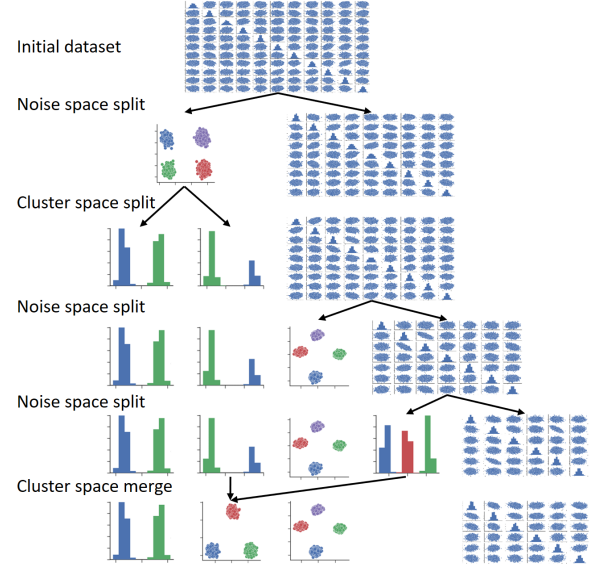 Initial dataset
Noise space split
Cluster space split
Noise space split
Noise space split
Cluster space merge